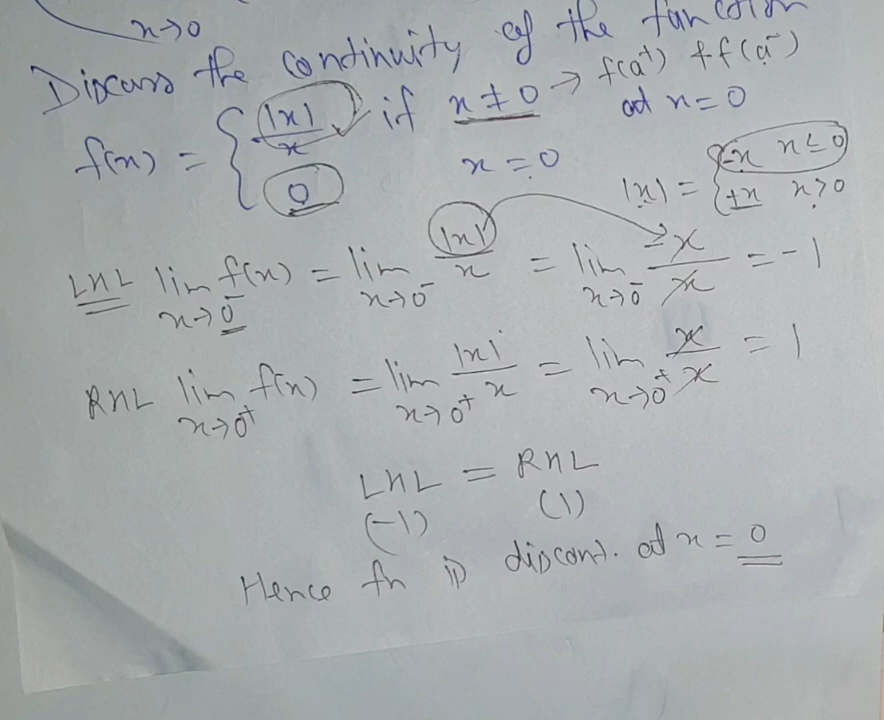 x→0
Discuss the continuity of the function
f(x) = { |x|/x if x ≠ 0 → f(a⁺) & f(a⁻)
0 x = 0 at x = 0
|x| = { -x x ≤ 0
+x x > 0
LHL lim x→0⁻ f(x) = lim x→0⁻ |x|/x = lim x→0⁻ -x/x = -1
RHL lim x→0⁺ f(x) = lim x→0⁺ |x|/x = lim x→0⁺ x/x = 1
LHL = RHL
(-1) (1)
Hence fn is discont. at x = 0